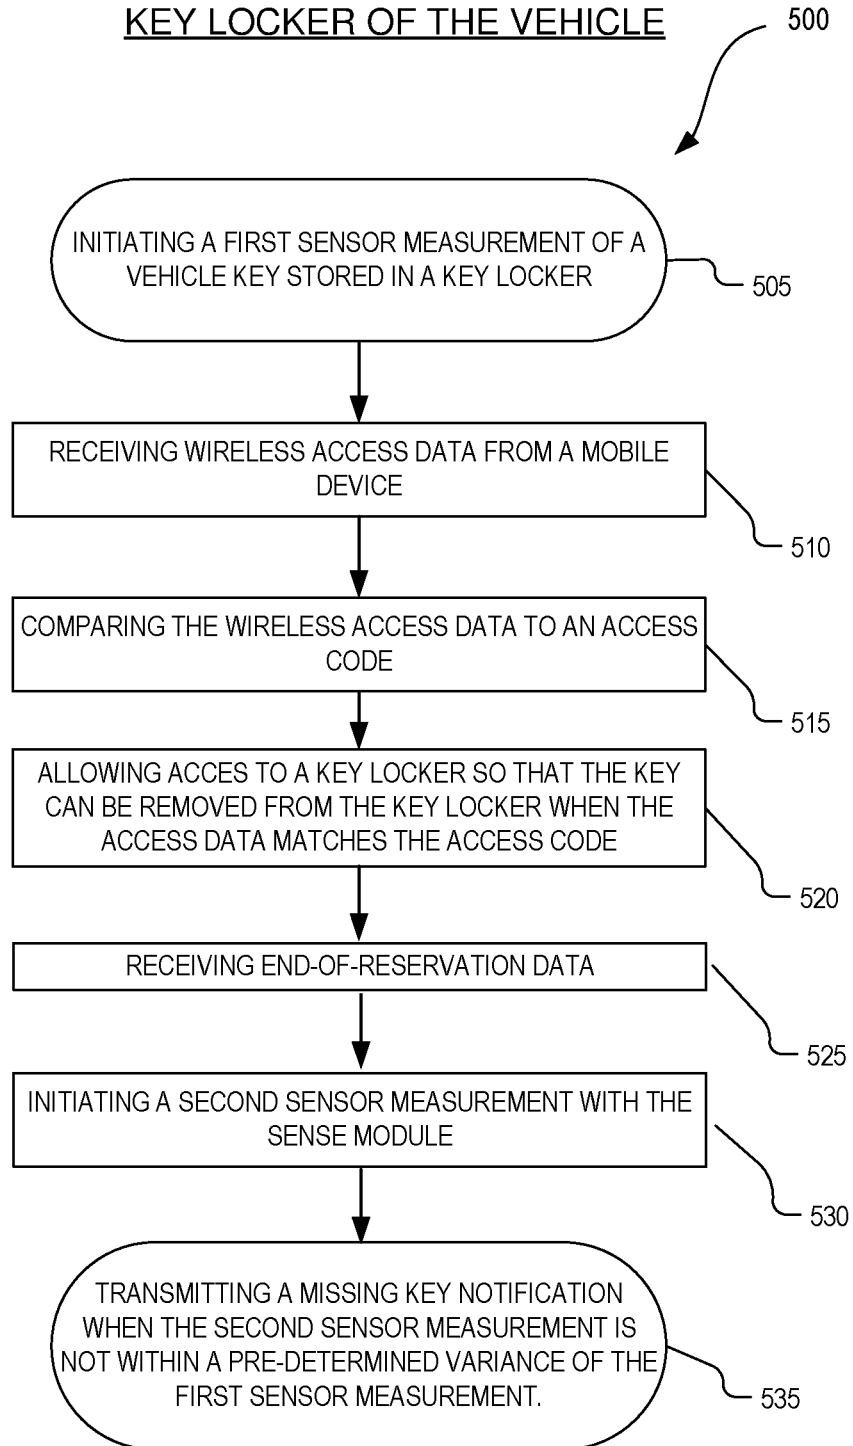 KEY LOCKER OF THE VEHICLE
500
INITIATING A FIRST SENSOR MEASUREMENT OF A
VEHICLE KEY STORED IN A KEY LOCKER
505
RECEIVING WIRELESS ACCESS DATA FROM A MOBILE
DEVICE
510
COMPARING THE WIRELESS ACCESS DATA TO AN ACCESS
CODE
515
ALLOWING ACCES TO A KEY LOCKER SO THAT THE KEY
CAN BE REMOVED FROM THE KEY LOCKER WHEN THE
ACCESS DATA MATCHES THE ACCESS CODE
520
RECEIVING END-OF-RESERVATION DATA
525
INITIATING A SECOND SENSOR MEASUREMENT WITH THE
SENSE MODULE
530
TRANSMITTING A MISSING KEY NOTIFICATION
WHEN THE SECOND SENSOR MEASUREMENT IS
NOT WITHIN A PRE-DETERMINED VARIANCE OF THE
FIRST SENSOR MEASUREMENT.
535